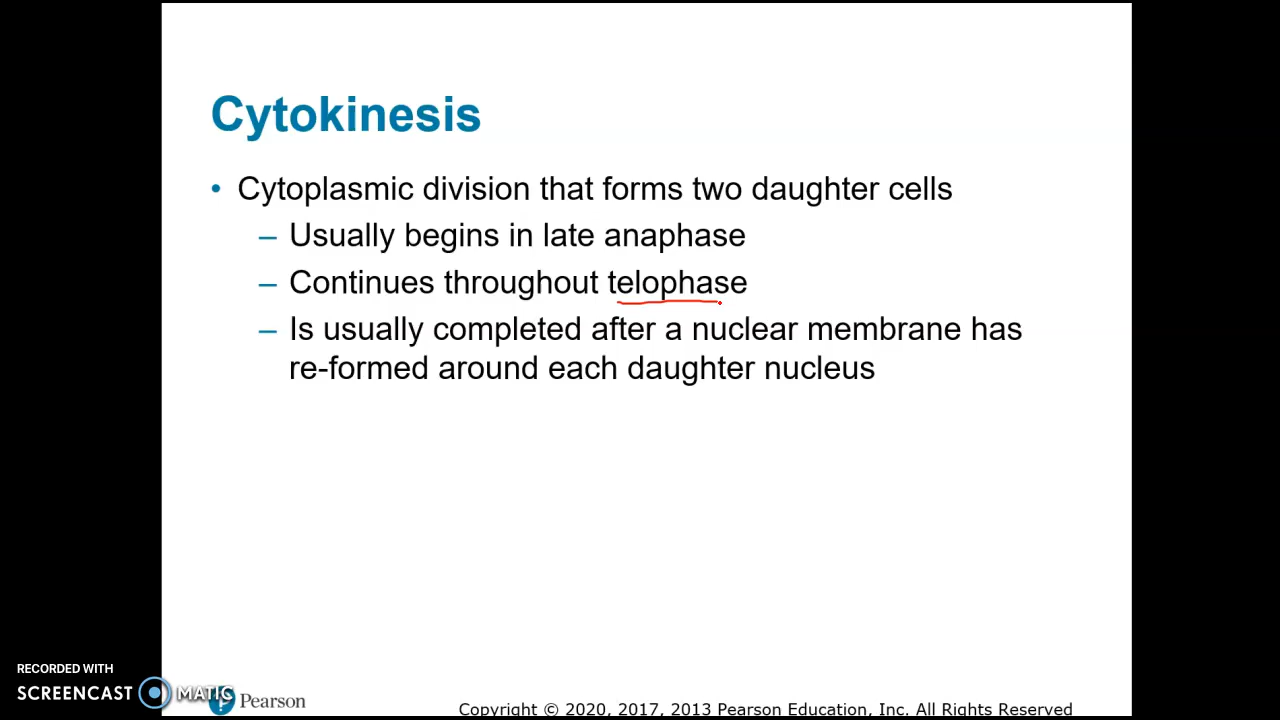 Cytokinesis
• Cytoplasmic division that forms two daughter cells
– Usually begins in late anaphase
– Continues throughout telophase
– Is usually completed after a nuclear membrane has
re-formed around each daughter nucleus
RECORDED WITH
SCREENCAST MATIC
Pearson
Copyright © 2020, 2017, 2013 Pearson Education, Inc. All Rights Reserved